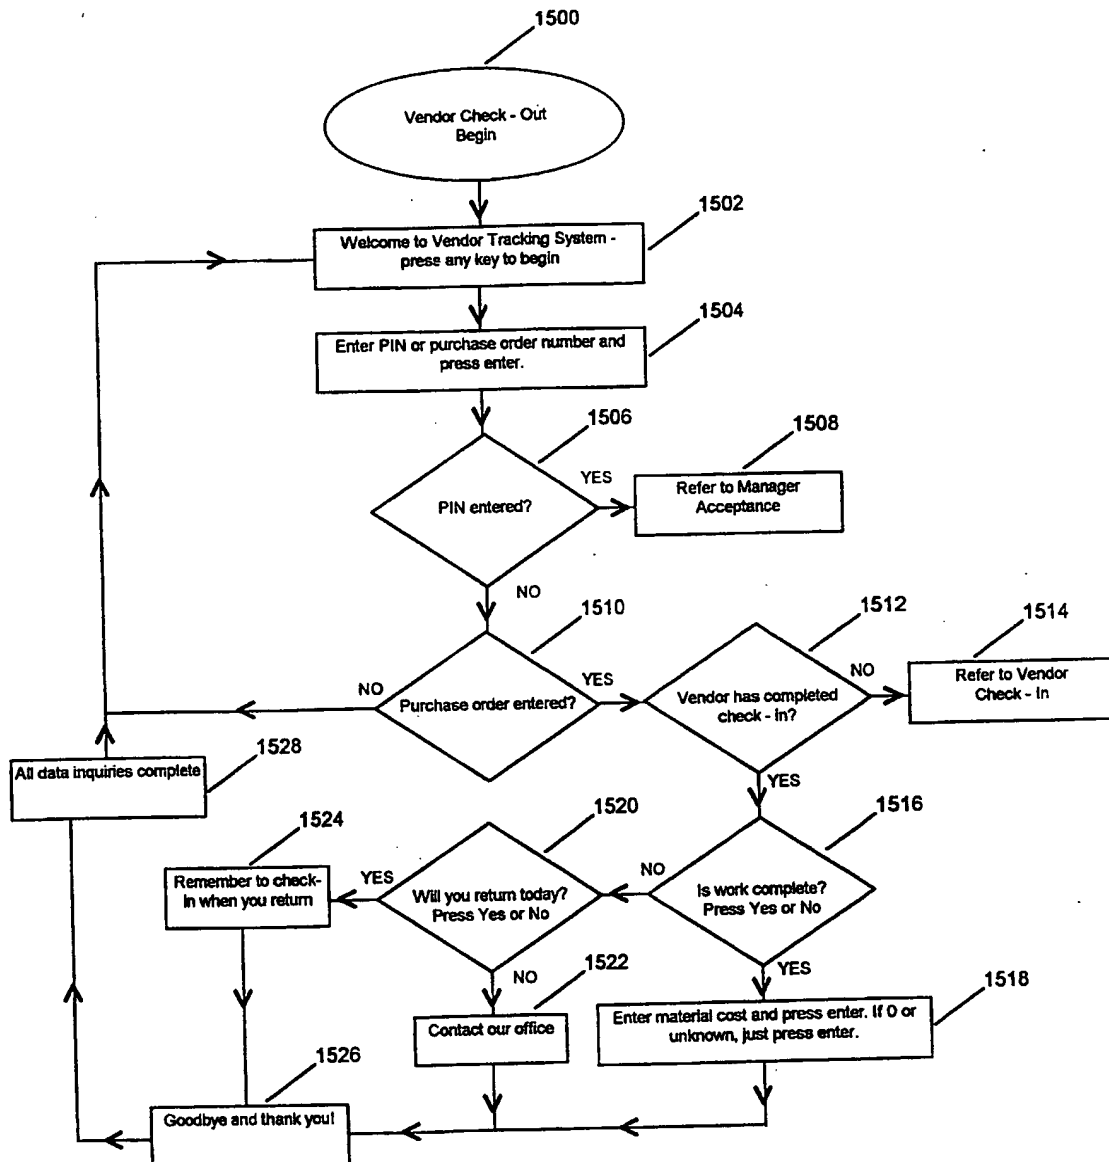 1500
Vendor Check - Out
Begin
1502
Welcome to Vendor Tracking System -
prese any key to begin
1504
Enter PIN or purchase order number and
press enter.
1506
PIN entered?
YES
1508
Refer to Manager
Acceptance
NO
1510
Purchase order entered?
NO
YES
1512
Vendor has completed
check - in?
NO
1514
Refer to Vendor
Check - In
YES
1528
All data inquiries complete
1516
Is work complete?
Press Yes or No
NO
1520
Will you return today?
Press Yes or No
YES
1524
Remember to check-
in when you return
NO
1522
Contact our office
YES
1518
Enter material cost and press enter. If 0 or
unknown, just press enter.
1526
Goodbye and thank you!